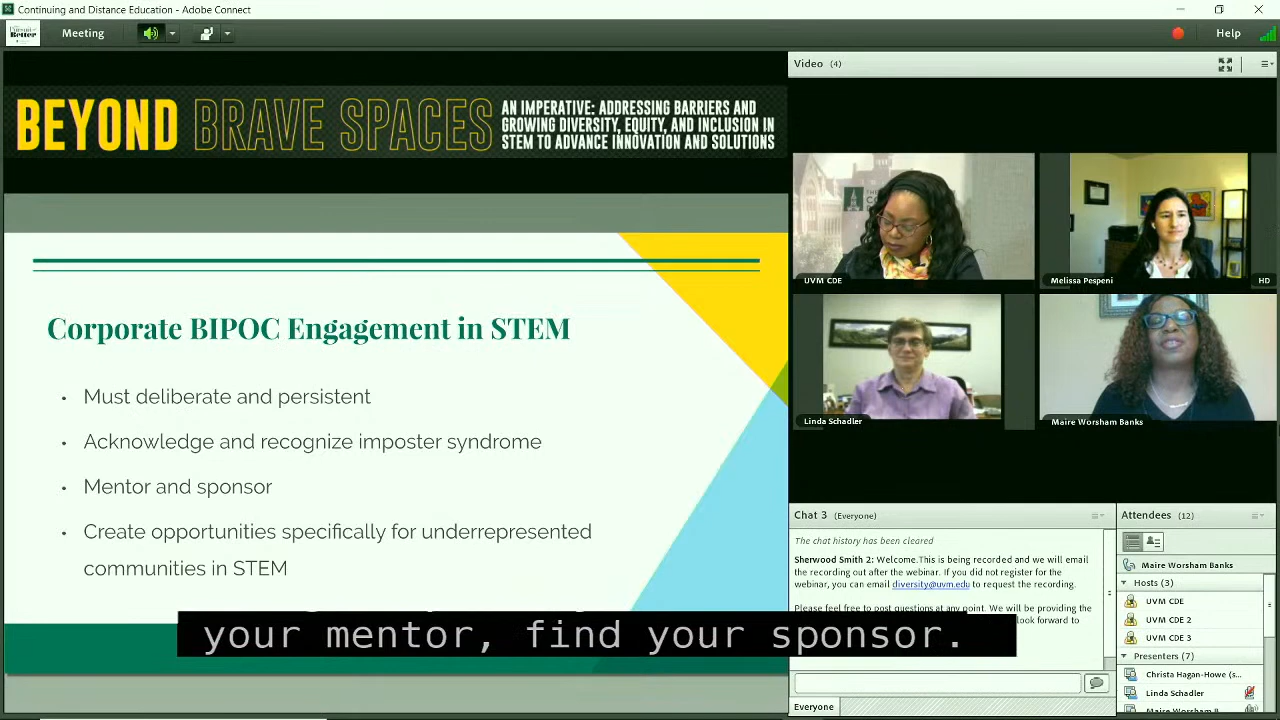 Continuing and Distance Education - Adobe Connect
Meeting
Help
BEYOND BRAVE SPACES
AN IMPERATIVE: ADDRESSING BARRIERS AND
GROWING DIVERSITY, EQUITY, AND INCLUSION IN
STEM TO ADVANCE INNOVATION AND SOLUTIONS
Corporate BIPOC Engagement in STEM
• Must deliberate and persistent
• Acknowledge and recognize imposter syndrome
• Mentor and sponsor
• Create opportunities specifically for underrepresented
communities in STEM
your mentor, find your sponsor.
Video (4)
UVM CDE
Melissa Pespeni
HD
Linda Schadler
Maire Worsham Banks
Chat 3 (Everyone)
The chat history has been cleared
Sherwood Smith 2: Welcome.This is being recorded and we will email
the recording out after the webinar. If you did not register for the
webinar, you can email diversity@uvm.edu to request the recording.
Please feel free to post questions at any point. We will be providing the
look forward to
Everyone
Attendees (12)
Maire Worsham Banks
Hosts (3)
UVM CDE
UVM CDE 2
UVM CDE 3
Presenters (7)
Christa Hagan-Howe (s...
Linda Schadler
Maire Worsham B